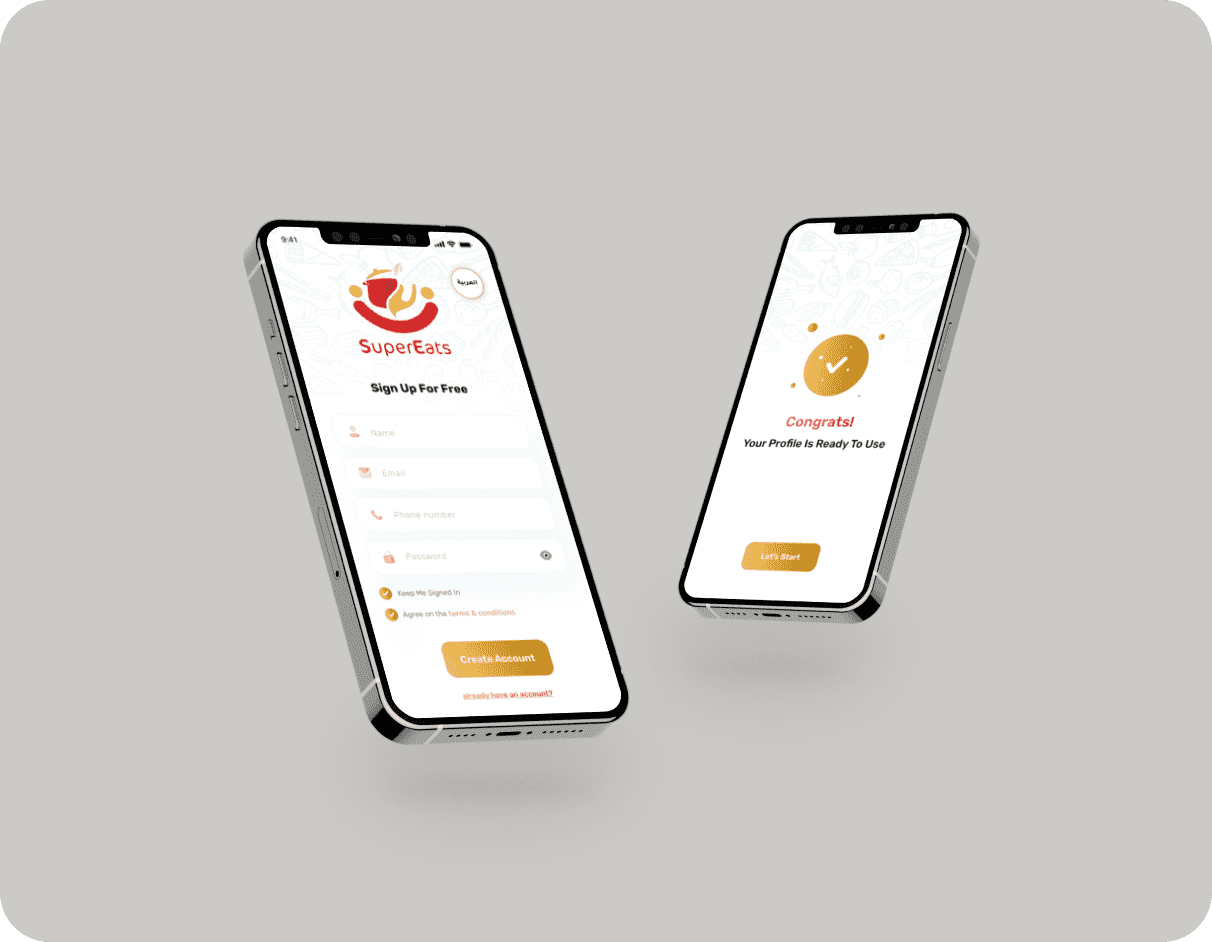 9:41
العربية
SuperEats
Sign Up For Free
Name
Email
Phone number
Password
Keep Me Signed In
Agree on the terms & conditions
Create Account
already have an account?
Congrats!
Your Profile Is Ready To Use
Let's Start